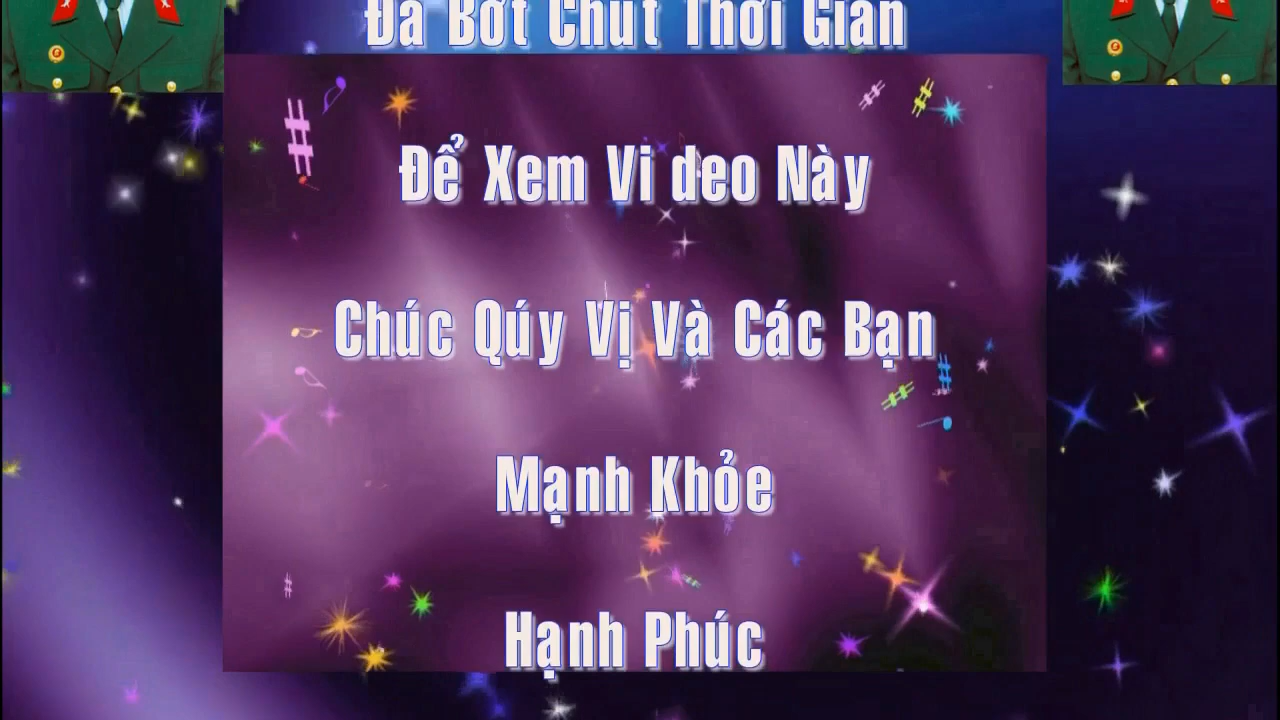 Đã Bớt Chút Thời Gian
Để Xem Vi deo Này
Chúc Qúy Vị Và Các Bạn
Mạnh Khỏe
Hạnh Phúc